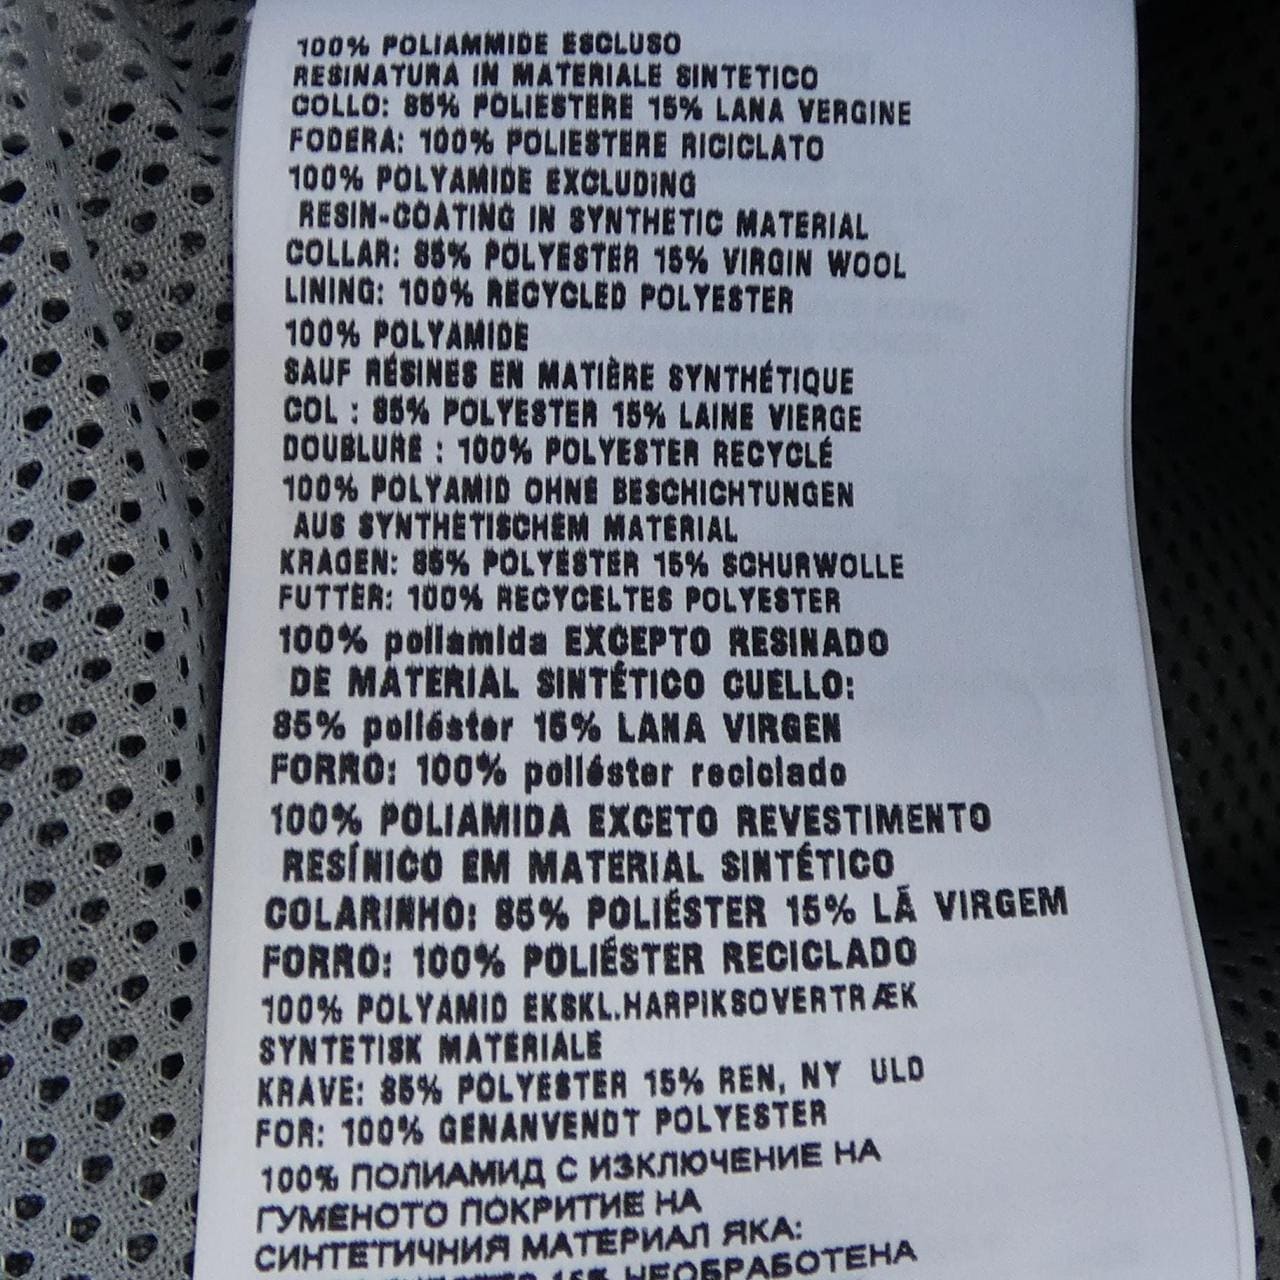 100% POLIAMMIDE ESCLUSO
RESINATURA IN MATERIALE SINTETICO
COLLO: 85% POLIESTERE 15% LANA VERGINE
FODERA: 100% POLIESTERE RICICLATO
100% POLYAMIDE EXCLUDING
RESIN-COATING IN SYNTHETIC MATERIAL
COLLAR: 85% POLYESTER 15% VIRGIN WOOL
LINING: 100% RECYCLED POLYESTER
100% POLYAMIDE
SAUF RÉSINES EN MATIÈRE SYNTHÉTIQUE
COL : 85% POLYESTER 15% LAINE VIERGE
DOUBLURE : 100% POLYESTER RECYCLÉ
100% POLYAMID OHNE BESCHICHTUNGEN
AUS SYNTHETISCHEM MATERIAL
KRAGEN: 85% POLYESTER 15% SCHURWOLLE
FUTTER: 100% RECYCELTES POLYESTER
100% poliamida EXCEPTO RESINADO
DE MATERIAL SINTÉTICO CUELLO:
85% poliéster 15% LANA VIRGEN
FORRO: 100% poliéster reciclado
100% POLIAMIDA EXCETO REVESTIMENTO
RESÍNICO EM MATERIAL SINTÉTICO
COLARINHO: 85% POLIÉSTER 15% LÃ VIRGEM
FORRO: 100% POLIÉSTER RECICLADO
100% POLYAMID EKSKL.HARPIKSOVERTRÆK
SYNTETISK MATERIALE
KRAVE: 85% POLYESTER 15% REN, NY ULD
FOR: 100% GENANVENDT POLYESTER
100% ПОЛИАМИД С ИЗКЛЮЧЕНИЕ НА
ГУМЕНОТО ПОКРИТИЕ НА
СИНТЕТИЧНИЯ МАТЕРИАЛ ЯКА:
15% НЕОБРАБОТЕНА